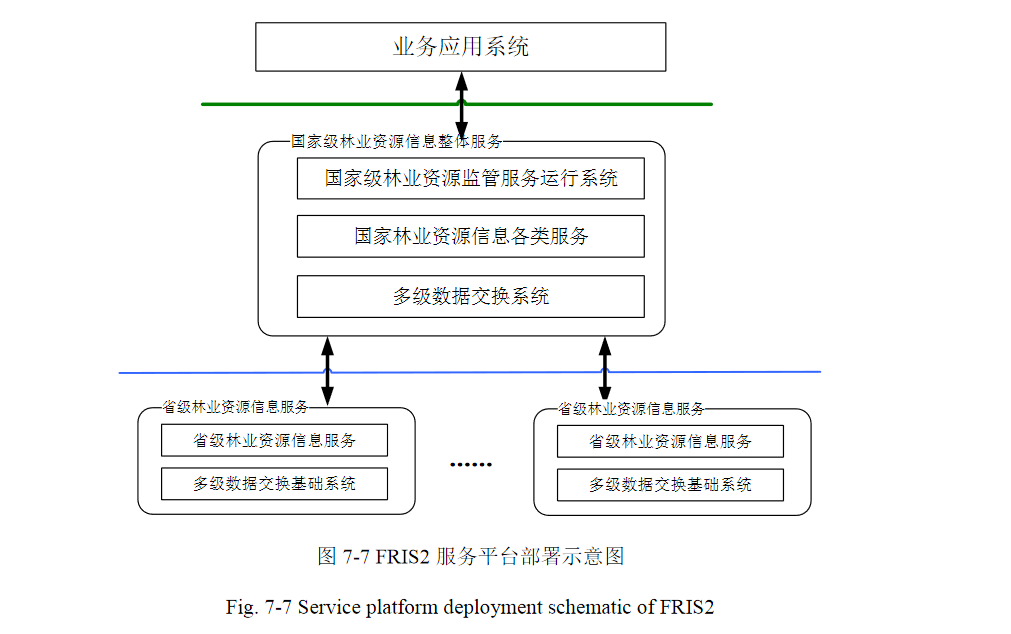 业务应用系统
国家级林业资源信息整体服务
国家级林业资源监管服务运行系统
国家林业资源信息各类服务
多级数据交换系统
省级林业资源信息服务
省级林业资源信息服务
多级数据交换基础系统
......
省级林业资源信息服务
省级林业资源信息服务
多级数据交换基础系统
图 7-7 FRIS2 服务平台部署示意图
Fig. 7-7 Service platform deployment schematic of FRIS2